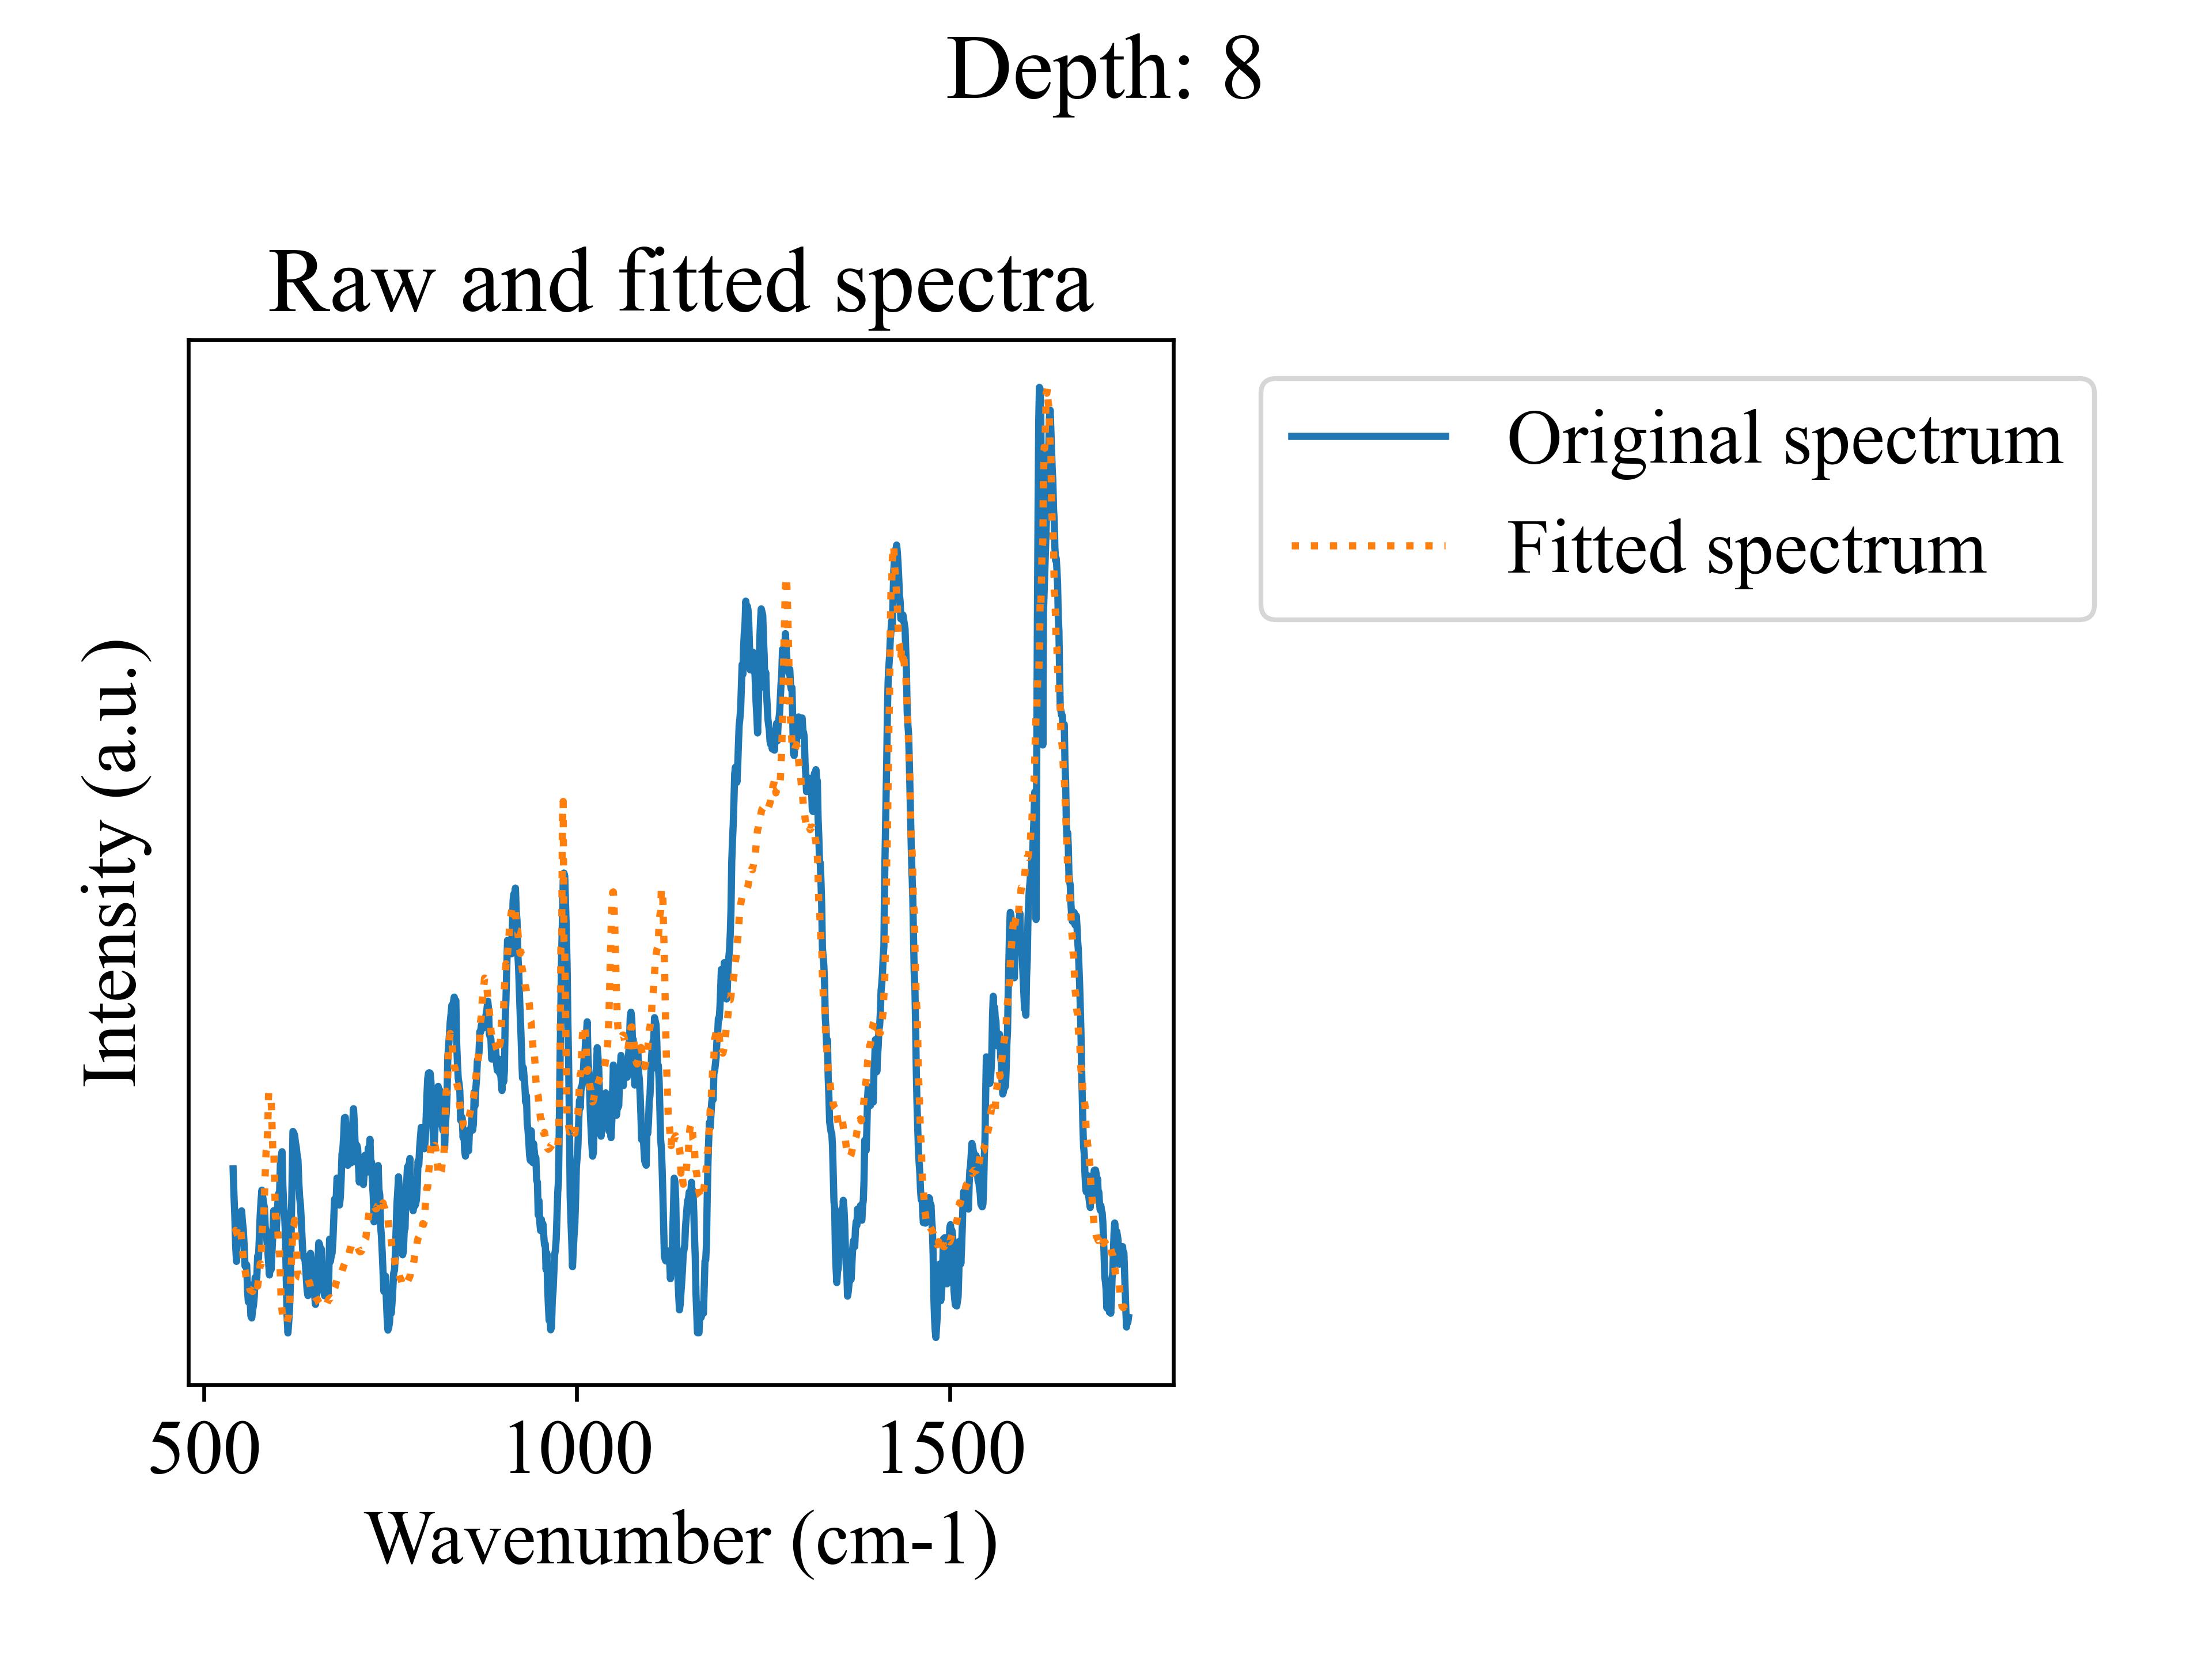 Depth: 8
Raw and fitted spectra
Original spectrum
Fitted spectrum
Intensity (a.u.)
500 1000 1500
Wavenumber (cm-1)